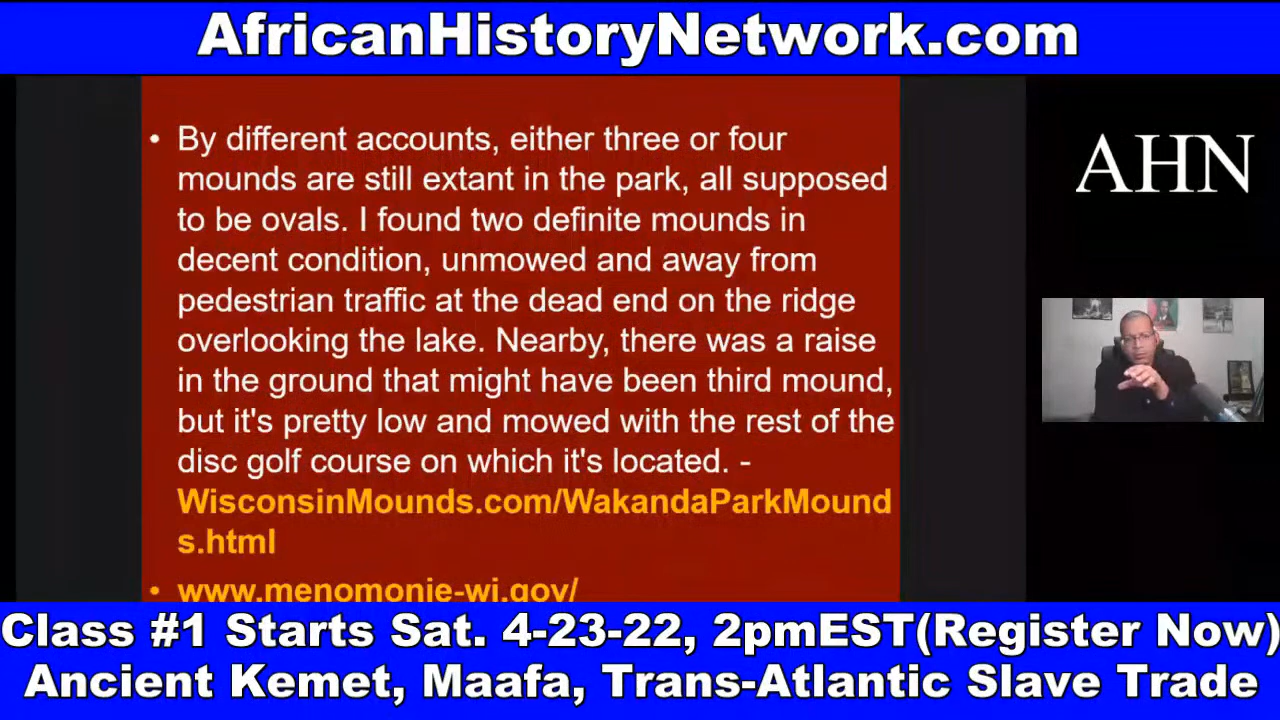 AfricanHistoryNetwork.com
• By different accounts, either three or four
mounds are still extant in the park, all supposed
to be ovals. I found two definite mounds in
decent condition, unmowed and away from
pedestrian traffic at the dead end on the ridge
overlooking the lake. Nearby, there was a raise
in the ground that might have been third mound,
but it's pretty low and mowed with the rest of the
disc golf course on which it's located. -
WisconsinMounds.com/WakandaParkMound
s.html
• www.menomonie-wi.gov/
AHN
Class #1 Starts Sat. 4-23-22, 2pmEST(Register Now)
Ancient Kemet, Maafa, Trans-Atlantic Slave Trade